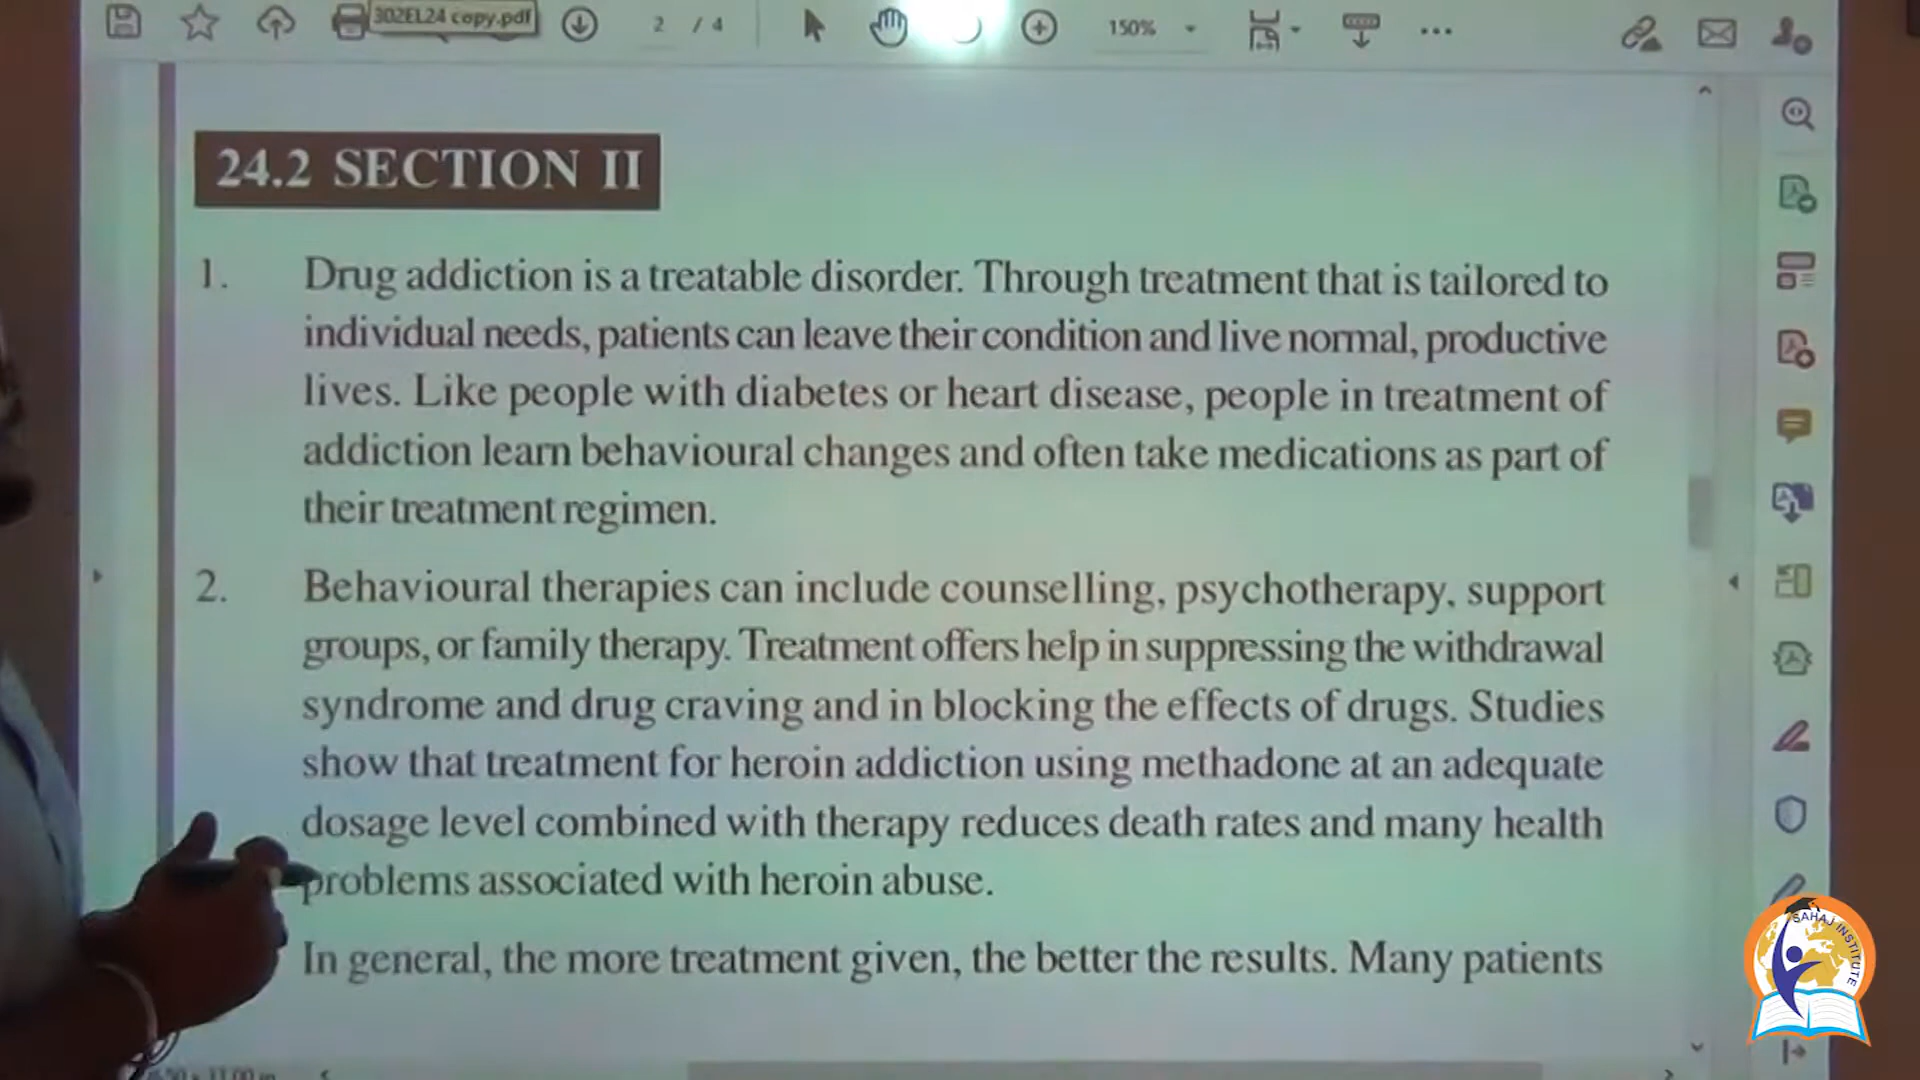 302EL24 copy.pdf
2 / 4
150%
24.2 SECTION II
1. Drug addiction is a treatable disorder. Through treatment that is tailored to
individual needs, patients can leave their condition and live normal, productive
lives. Like people with diabetes or heart disease, people in treatment of
addiction learn behavioural changes and often take medications as part of
their treatment regimen.
2. Behavioural therapies can include counselling, psychotherapy, support
groups, or family therapy. Treatment offers help in suppressing the withdrawal
syndrome and drug craving and in blocking the effects of drugs. Studies
show that treatment for heroin addiction using methadone at an adequate
dosage level combined with therapy reduces death rates and many health
problems associated with heroin abuse.
In general, the more treatment given, the better the results. Many patients
SAHAJ INSTITUTE